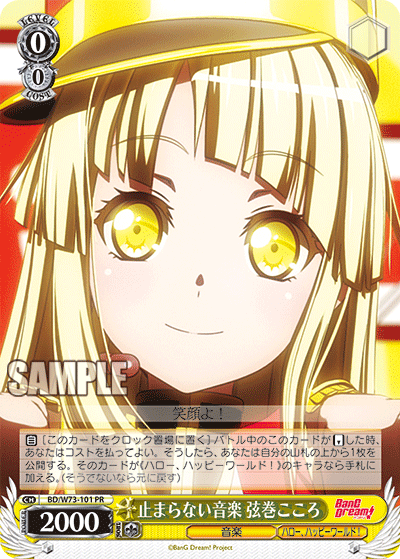 LEVEL
0
0
COST
SAMPLE
笑顔よ！
【自】［このカードをクロック置場に置く］バトル中のこのカードが【リバース】した時、
あなたはコストを払ってよい。そうしたら、あなたは自分の山札の上から1枚を
公開する。そのカードが《ハロー、ハッピーワールド！》のキャラなら手札に
加える。（そうでないなら元に戻す）
CH
BD/W73-101 PR
止まらない音楽 弦巻こころ
BanG Dream!
2000
音楽
ハロー、ハッピーワールド！
©BanG Dream! Project